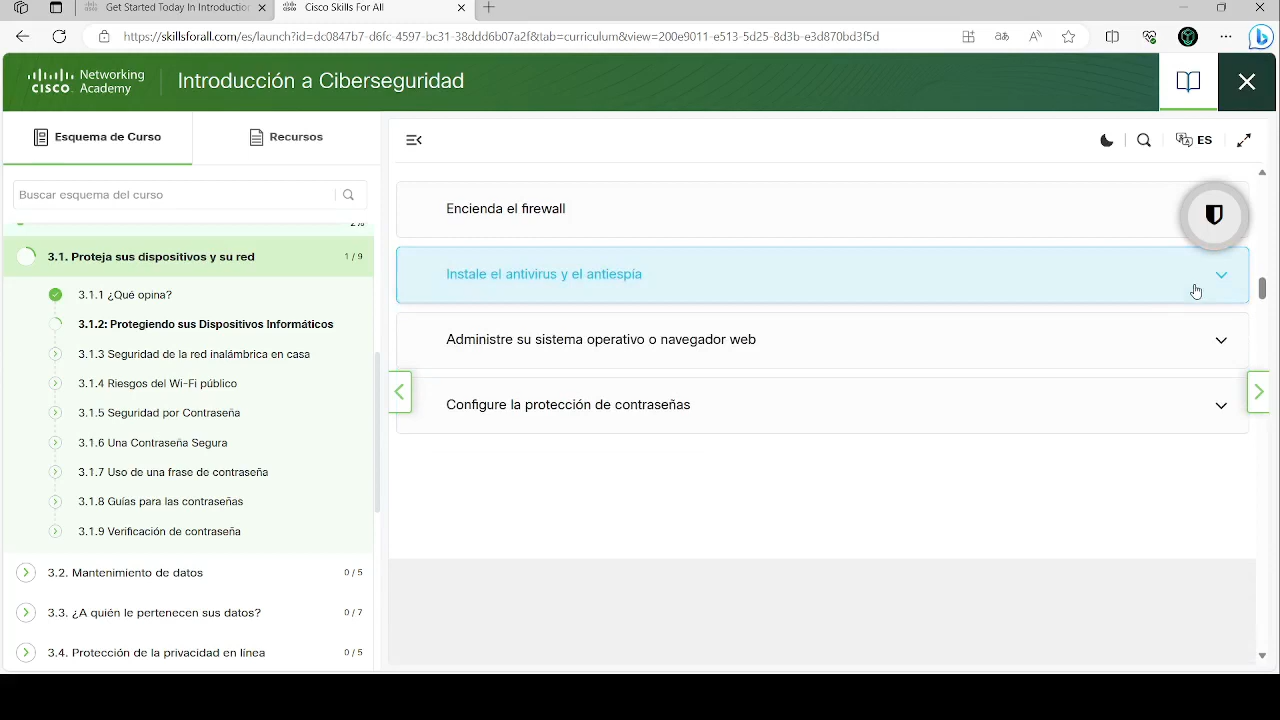 Get Started Today In Introduction
Cisco Skills For All
https://skillsforall.com/es/launch?id=dc0847b7-d6fc-4597-bc31-38ddd6b07a2f&tab=curriculum&view=200e9011-e513-5d25-8d3b-e3d870bd3f5d
Networking
CISCO Academy
Introducción a Ciberseguridad
Esquema de Curso
Recursos
ES
Buscar esquema del curso
3.1. Proteja sus dispositivos y su red 1 / 9
3.1.1 ¿Qué opina?
3.1.2: Protegiendo sus Dispositivos Informáticos
3.1.3 Seguridad de la red inalámbrica en casa
3.1.4 Riesgos del Wi-Fi público
3.1.5 Seguridad por Contraseña
3.1.6 Una Contraseña Segura
3.1.7 Uso de una frase de contraseña
3.1.8 Guías para las contraseñas
3.1.9 Verificación de contraseña
3.2. Mantenimiento de datos 0 / 5
3.3. ¿A quién le pertenecen sus datos? 0 / 7
3.4. Protección de la privacidad en línea 0 / 5
Encienda el firewall
Instale el antivirus y el antiespía
Administre su sistema operativo o navegador web
Configure la protección de contraseñas